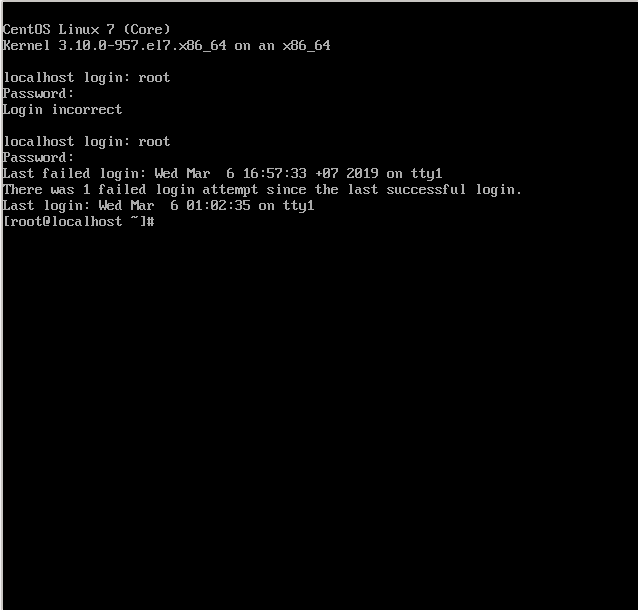 CentOS Linux 7 (Core)
Kernel 3.10.0-957.el7.x86_64 on an x86_64
localhost login: root
Password:
Login incorrect
localhost login: root
Password:
Last failed login: Wed Mar  6 16:57:33 +07 2019 on tty1
There was 1 failed login attempt since the last successful login.
Last login: Wed Mar  6 01:02:35 on tty1
[root@localhost ~]#